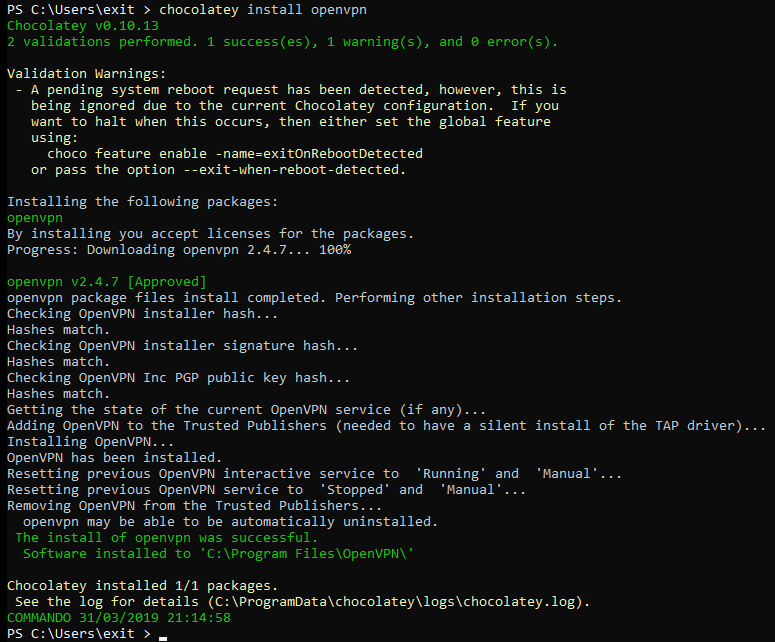 PS C:\Users\exit > chocolatey install openvpn
Chocolatey v0.10.13
2 validations performed. 1 success(es), 1 warning(s), and 0 error(s).
Validation Warnings:
- A pending system reboot request has been detected, however, this is
being ignored due to the current Chocolatey configuration.  If you
want to halt when this occurs, then either set the global feature
using:
choco feature enable -name=exitOnRebootDetected
or pass the option --exit-when-reboot-detected.
Installing the following packages:
openvpn
By installing you accept licenses for the packages.
Progress: Downloading openvpn 2.4.7... 100%
openvpn v2.4.7 [Approved]
openvpn package files install completed. Performing other installation steps.
Checking OpenVPN installer hash...
Hashes match.
Checking OpenVPN installer signature hash...
Hashes match.
Checking OpenVPN Inc PGP public key hash...
Hashes match.
Getting the state of the current OpenVPN service (if any)...
Adding OpenVPN to the Trusted Publishers (needed to have a silent install of the TAP driver)...
Installing OpenVPN...
OpenVPN has been installed.
Resetting previous OpenVPN interactive service to  'Running' and  'Manual'...
Resetting previous OpenVPN service to  'Stopped' and  'Manual'...
Removing OpenVPN from the Trusted Publishers...
openvpn may be able to be automatically uninstalled.
The install of openvpn was successful.
Software installed to 'C:\Program Files\OpenVPN\'
Chocolatey installed 1/1 packages.
See the log for details (C:\ProgramData\chocolatey\logs\chocolatey.log).
COMMANDO 31/03/2019 21:14:58
PS C:\Users\exit >